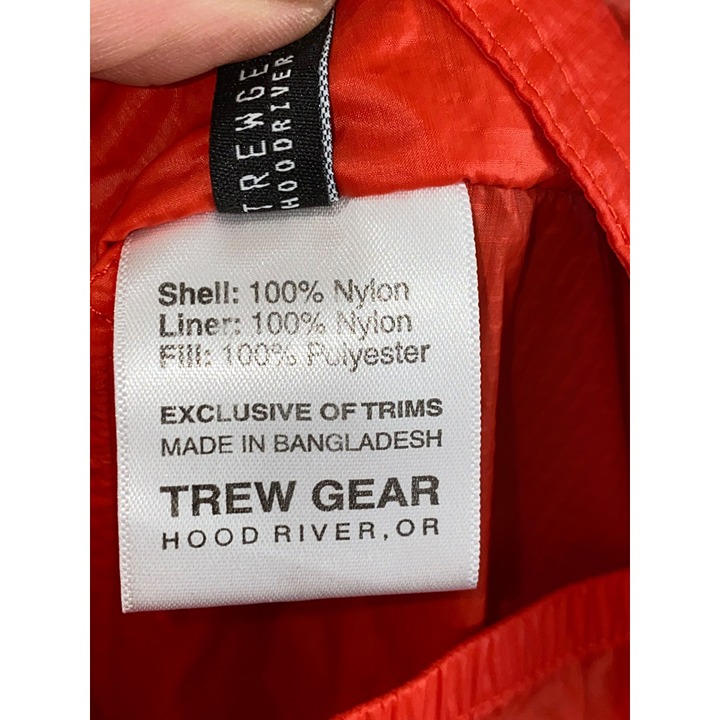 TREWGE
HOODRIVER
Shell: 100% Nylon
Liner: 100% Nylon
Fill: 100% Polyester
EXCLUSIVE OF TRIMS
MADE IN BANGLADESH
TREW GEAR
HOOD RIVER, OR